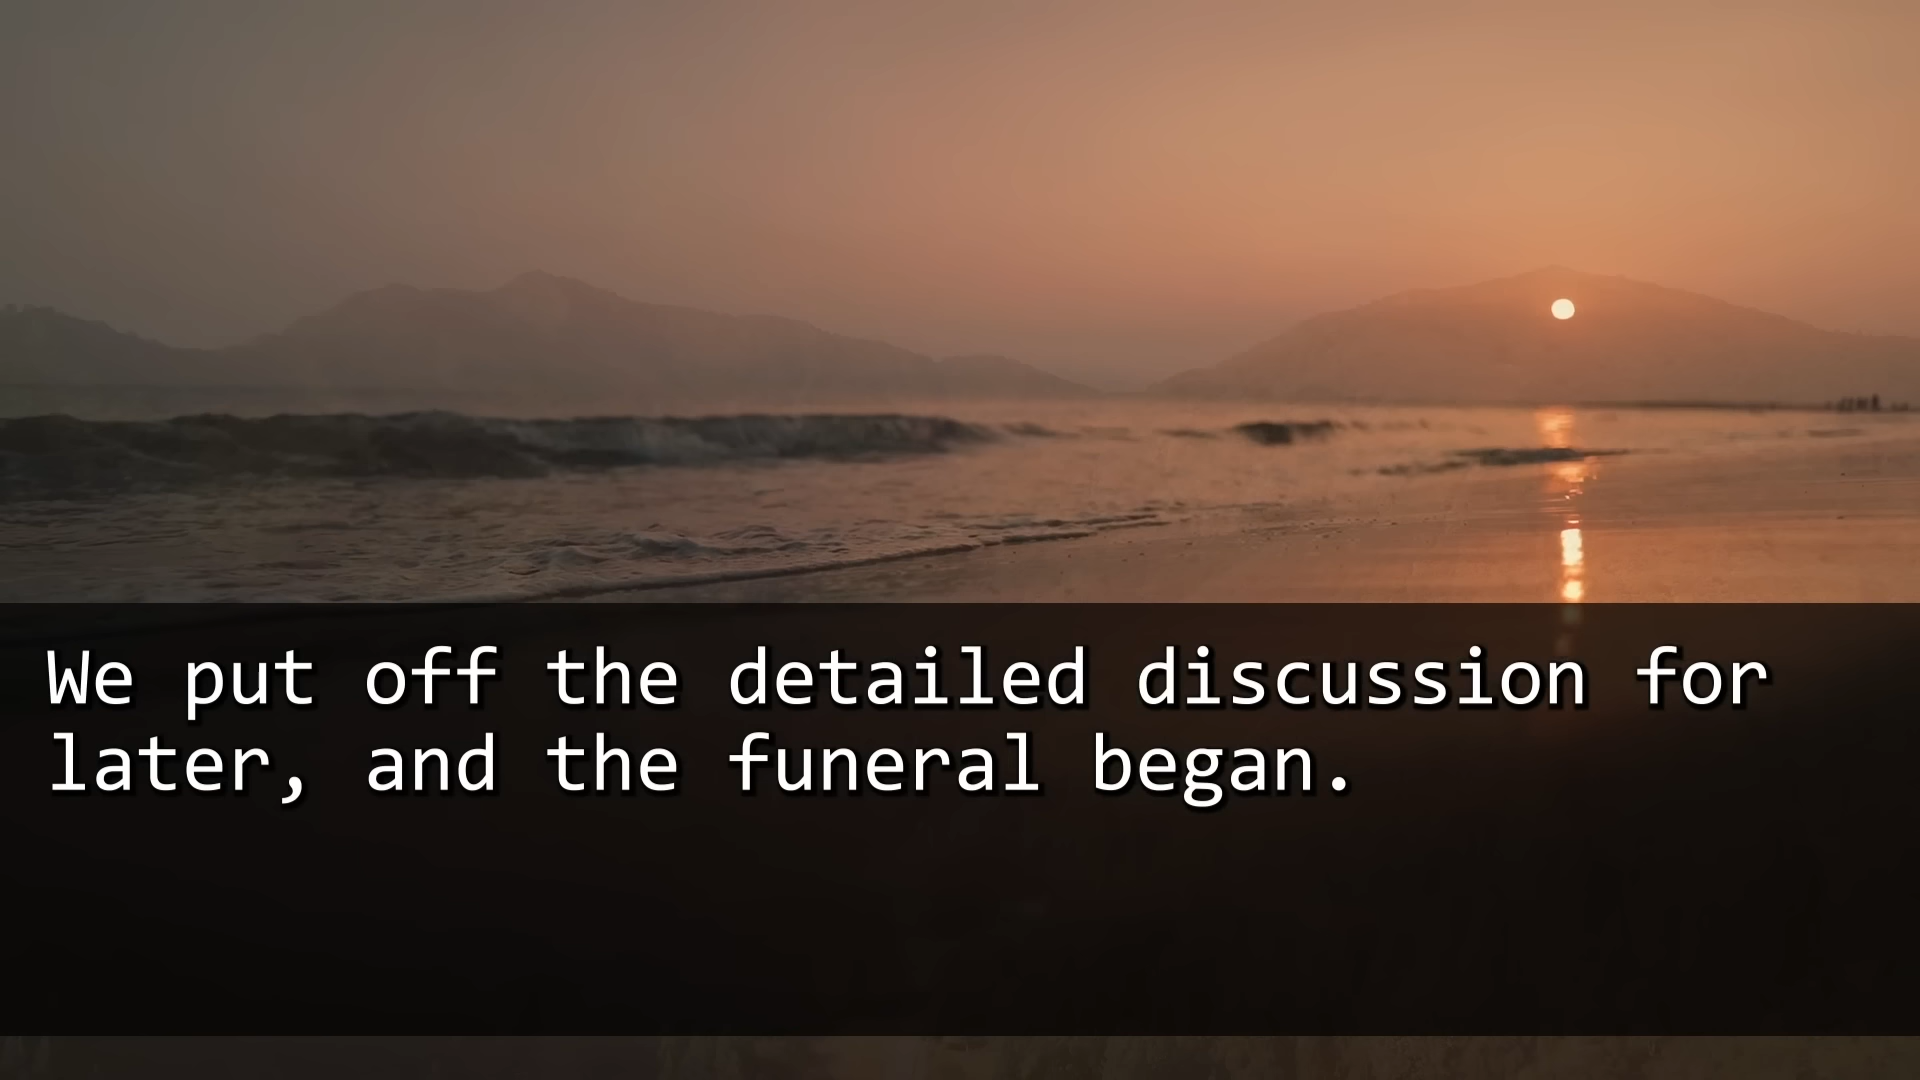 We put off the detailed discussion for
later, and the funeral began.